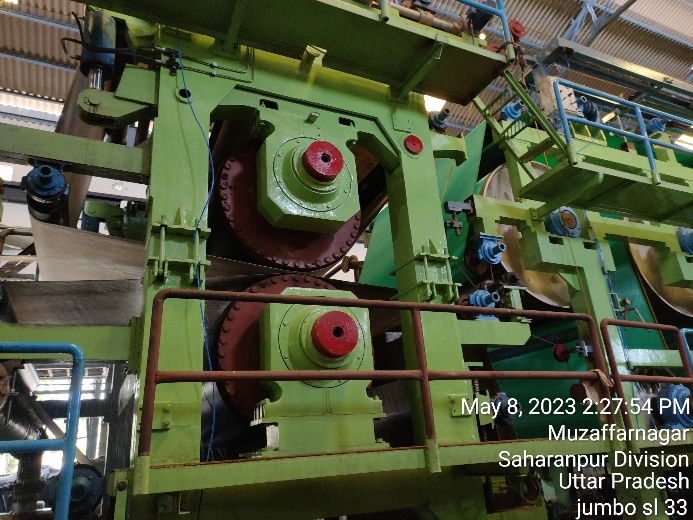 May 8, 2023 2:27:54 PM
Muzaffarnagar
Saharanpur Division
Uttar Pradesh
jumbo sl 33